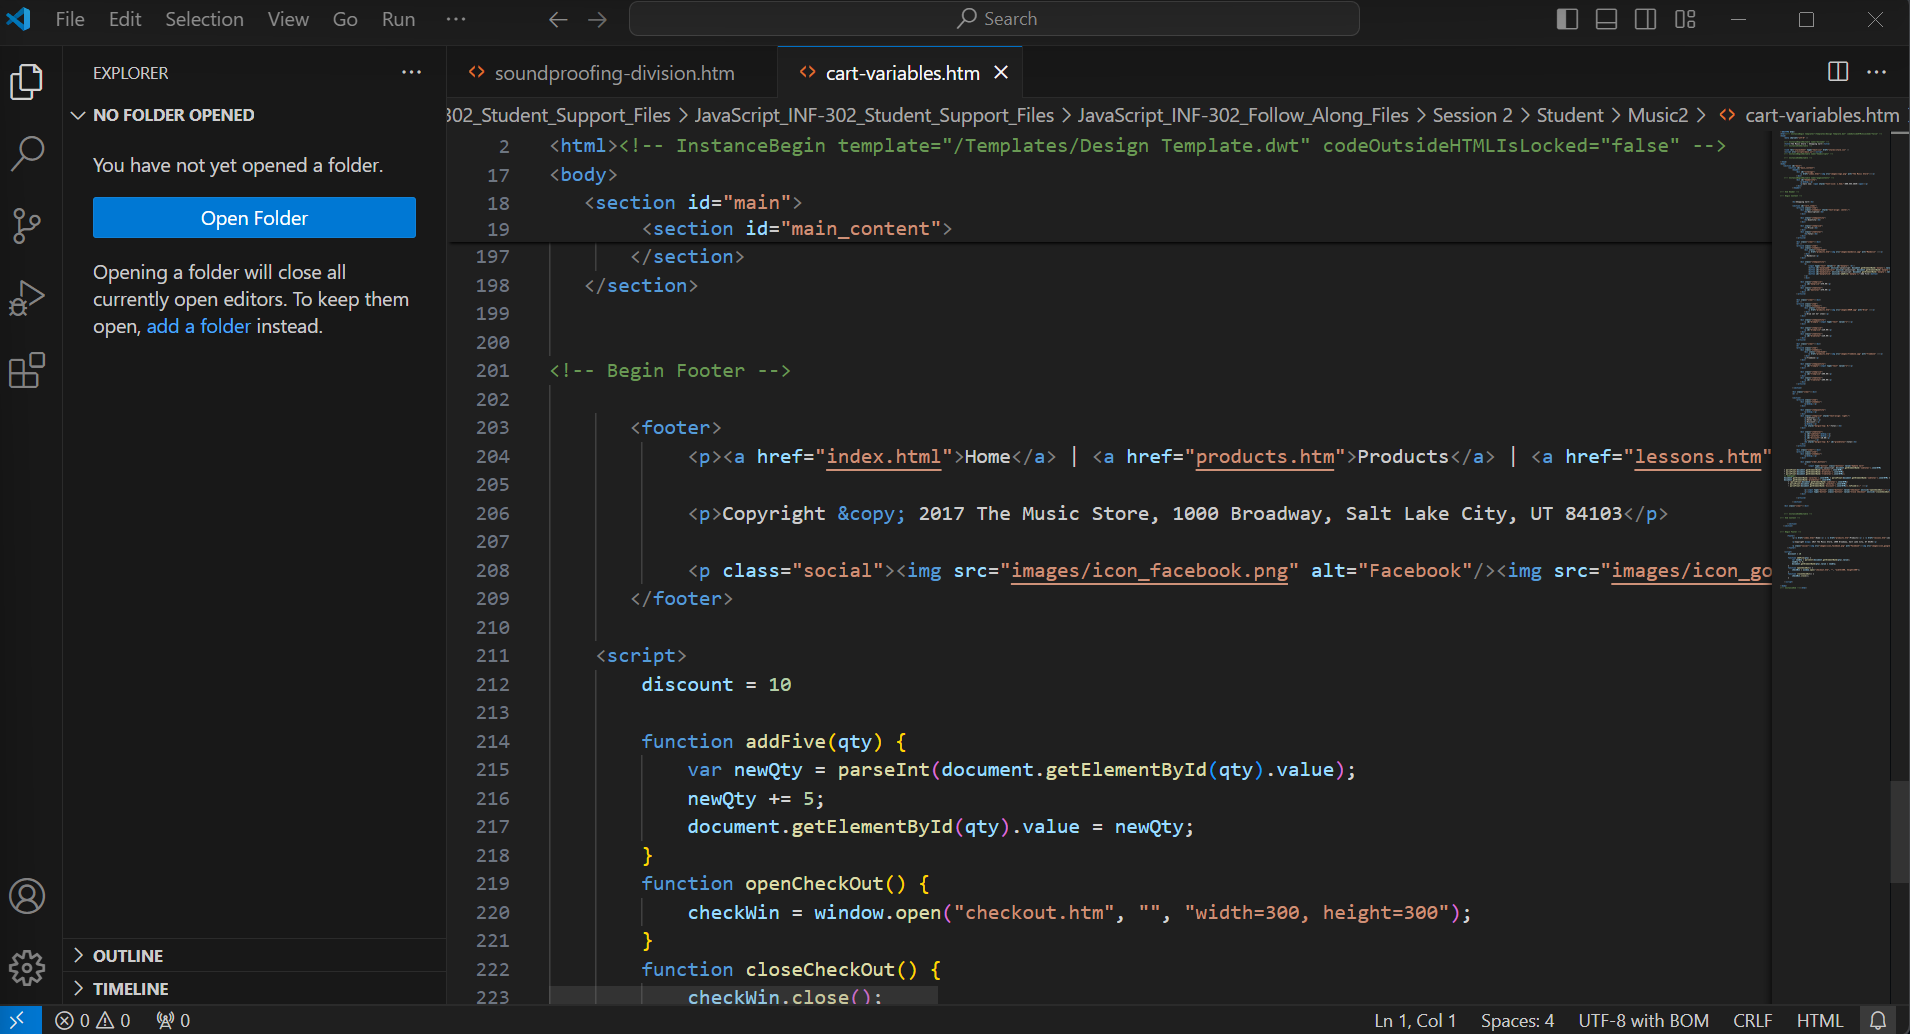 File Edit Selection View Go Run ···
Search
EXPLORER ···
NO FOLDER OPENED
You have not yet opened a folder.
Open Folder
Opening a folder will close all
currently open editors. To keep them
open, add a folder instead.
OUTLINE
TIMELINE
soundproofing-division.htm
cart-variables.htm
302_Student_Support_Files > JavaScript_INF-302_Student_Support_Files > JavaScript_INF-302_Follow_Along_Files > Session 2 > Student > Music2 > cart-variables.htm
2 <html><!-- InstanceBegin template="/Templates/Design Template.dwt" codeOutsideHTMLIsLocked="false" -->
17 <body>
18 <section id="main">
19 <section id="main_content">
197 </section>
198 </section>
199
200
201 <!-- Begin Footer -->
202
203 <footer>
204 <p><a href="index.html">Home</a> | <a href="products.htm">Products</a> | <a href="lessons.htm"
205
206 <p>Copyright &copy; 2017 The Music Store, 1000 Broadway, Salt Lake City, UT 84103</p>
207
208 <p class="social"><img src="images/icon_facebook.png" alt="Facebook"/><img src="images/icon_go
209 </footer>
210
211 <script>
212 discount = 10
213
214 function addFive(qty) {
215 var newQty = parseInt(document.getElementById(qty).value);
216 newQty += 5;
217 document.getElementById(qty).value = newQty;
218 }
219 function openCheckOut() {
220 checkWin = window.open("checkout.htm", "", "width=300, height=300");
221 }
222 function closeCheckOut() {
223 checkWin.close();
0 0 0
Ln 1, Col 1 Spaces: 4 UTF-8 with BOM CRLF HTML